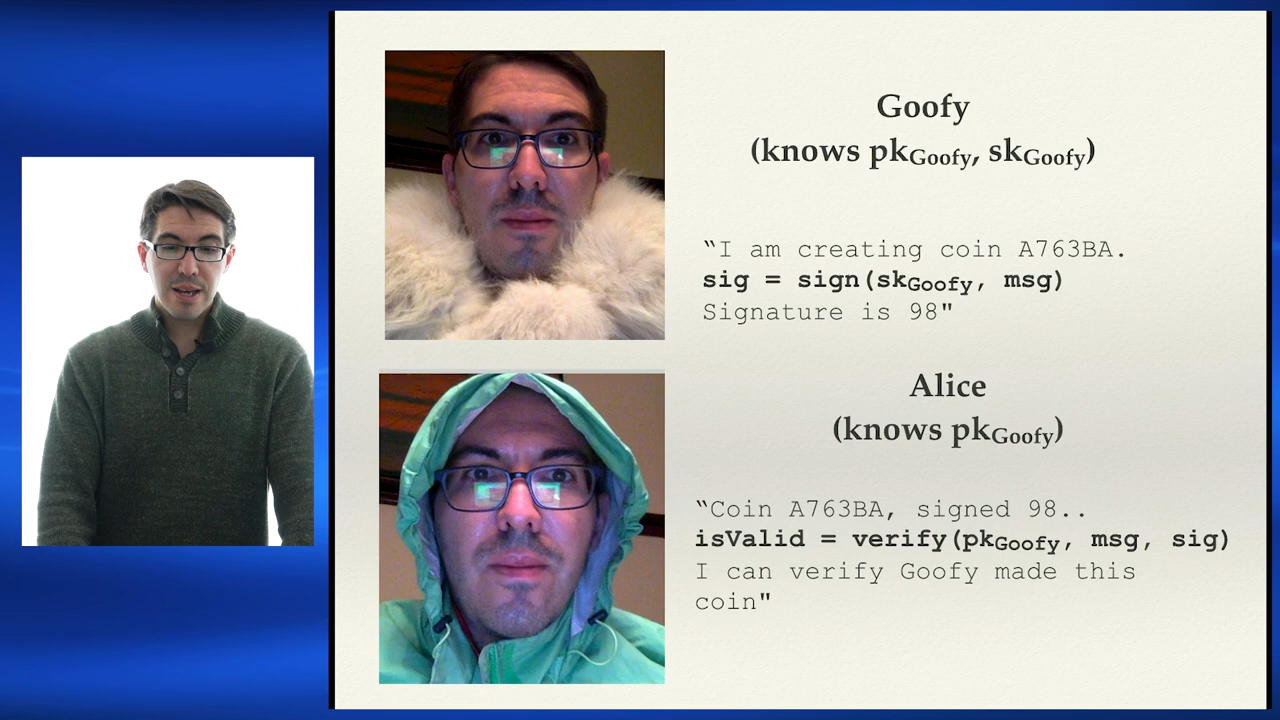 Goofy
(knows pkGoofy, skGoofy)
“I am creating coin A763BA.
sig = sign(skGoofy, msg)
Signature is 98"
Alice
(knows pkGoofy)
“Coin A763BA, signed 98..
isValid = verify(pkGoofy, msg, sig)
I can verify Goofy made this
coin"